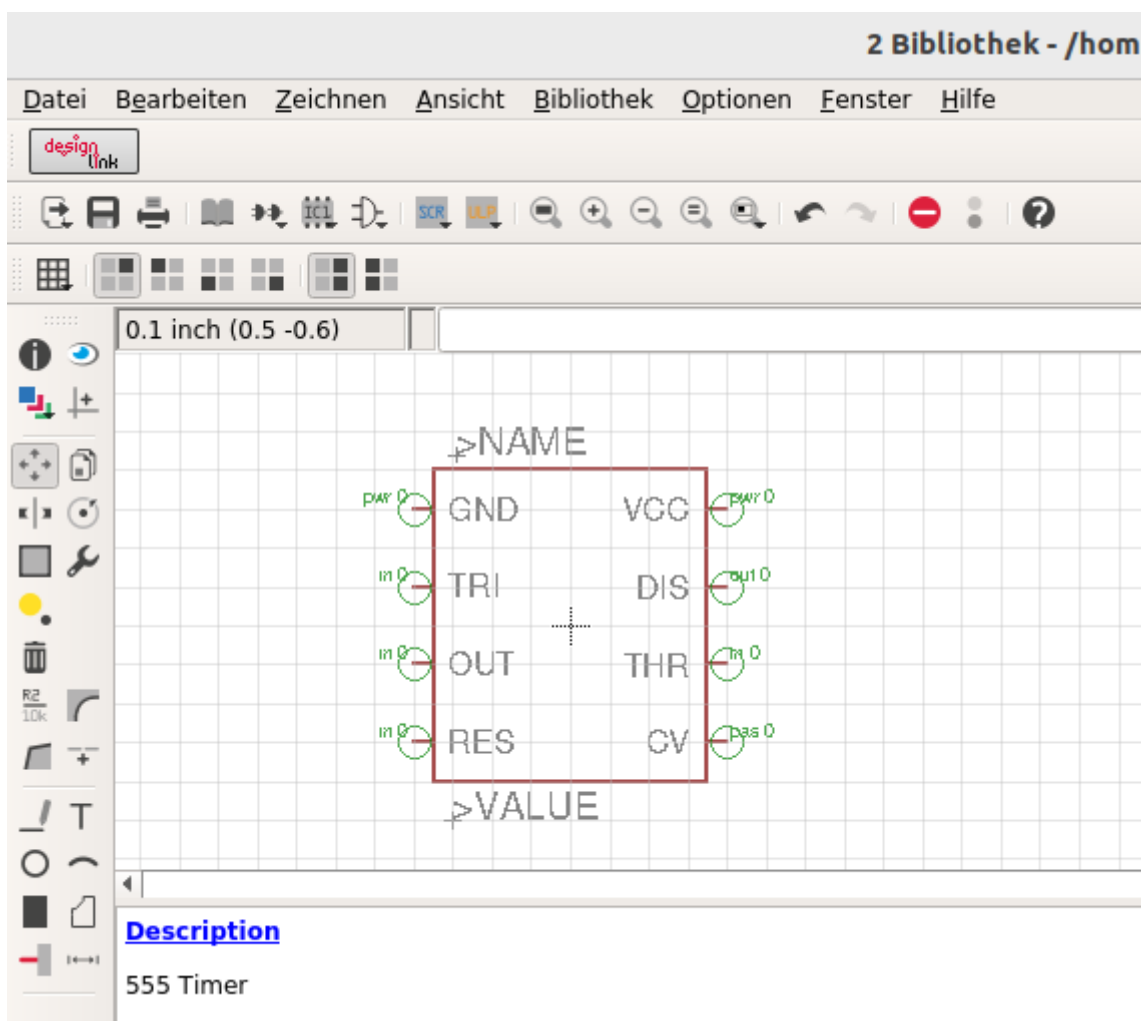 2 Bibliothek - /hom
Datei Bearbeiten Zeichnen Ansicht Bibliothek Optionen Fenster Hilfe
design link
IC1 SCR ULP
0.1 inch (0.5 -0.6)
>NAME
pwr 0 GND VCC pwr 0
in 0 TRI DIS out 0
in 0 OUT THR in 0
in 0 RES CV pas 0
>VALUE
R2
10k
T
Description
555 Timer